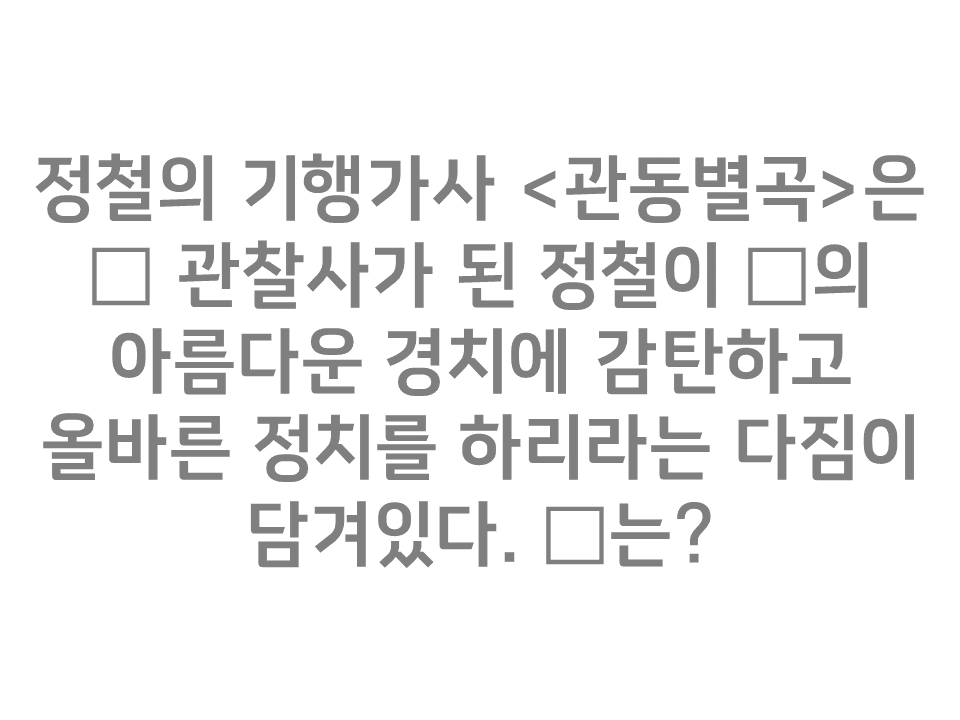 정철의 기행가사 <관동별곡>은
□ 관찰사가 된 정철이 □의
아름다운 경치에 감탄하고
올바른 정치를 하리라는 다짐이
담겨있다. □는?